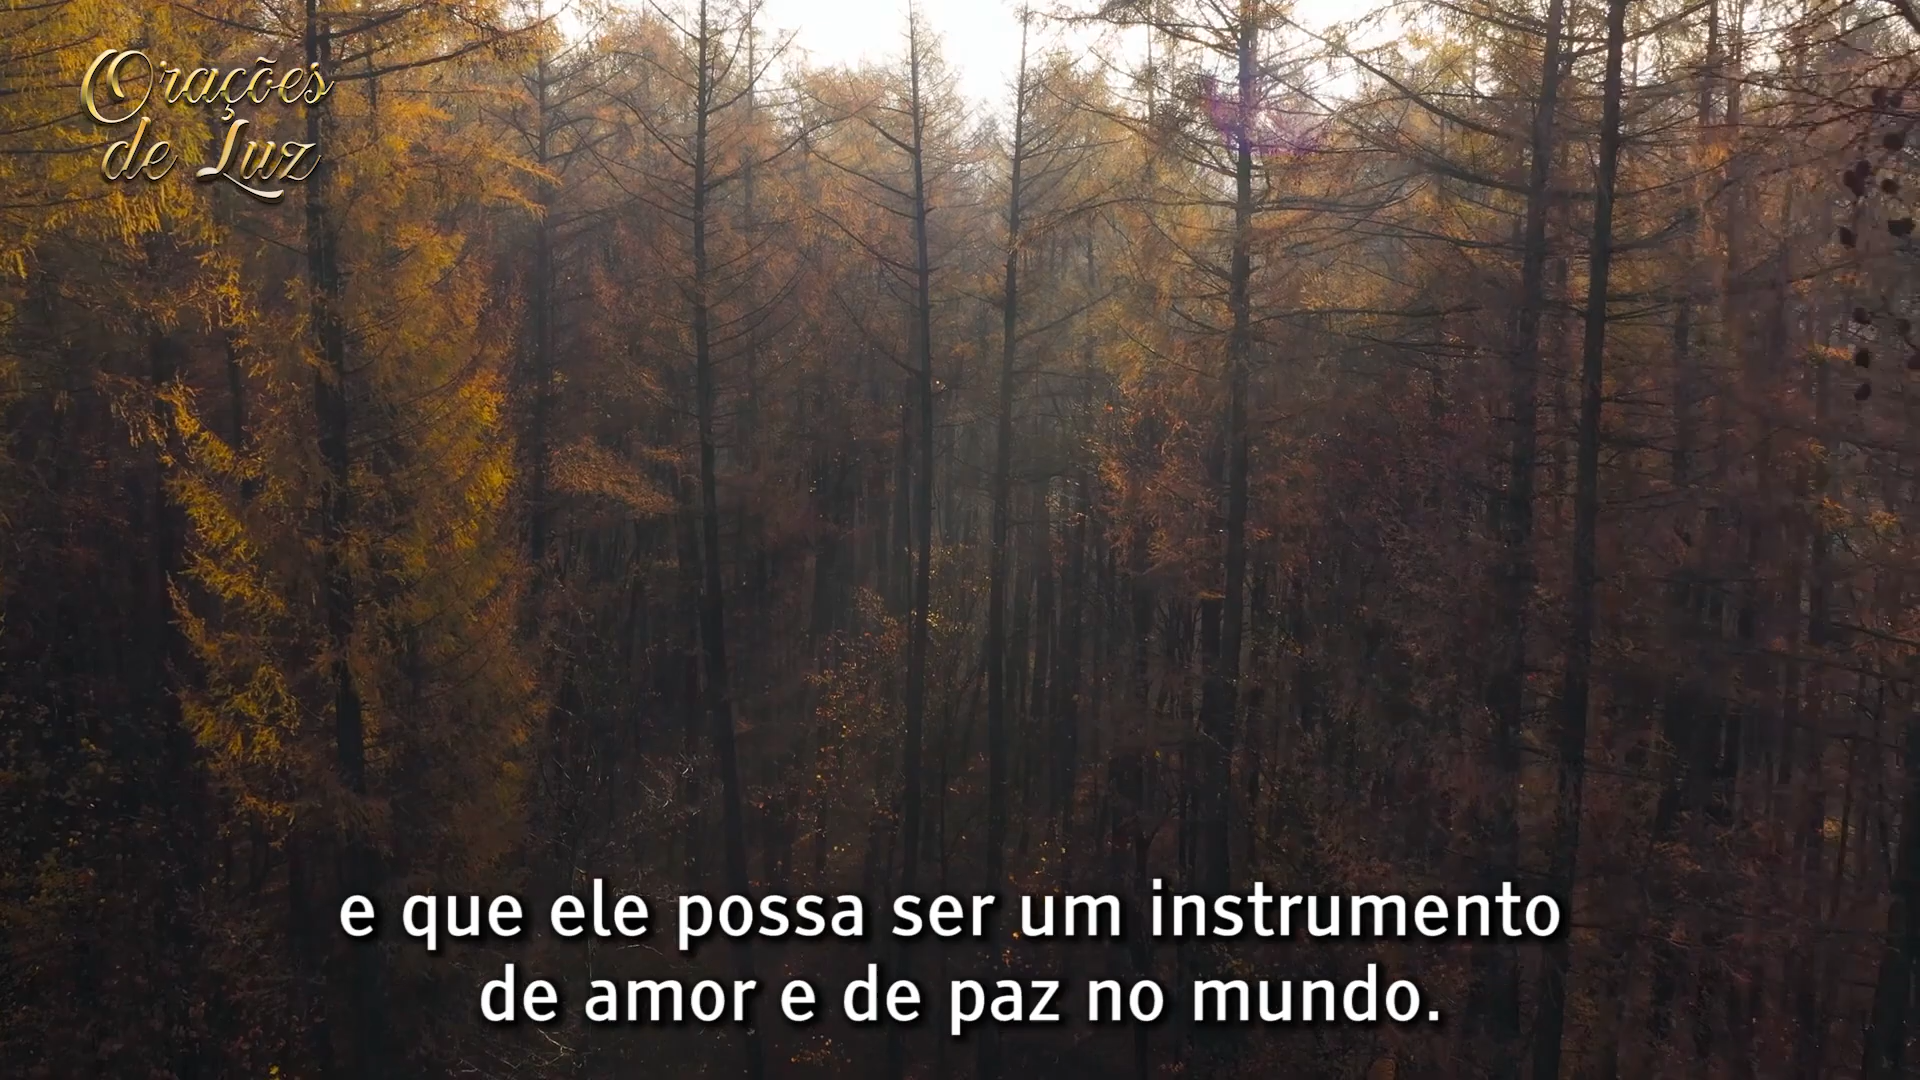 Orações
de Luz
e que ele possa ser um instrumento
de amor e de paz no mundo.